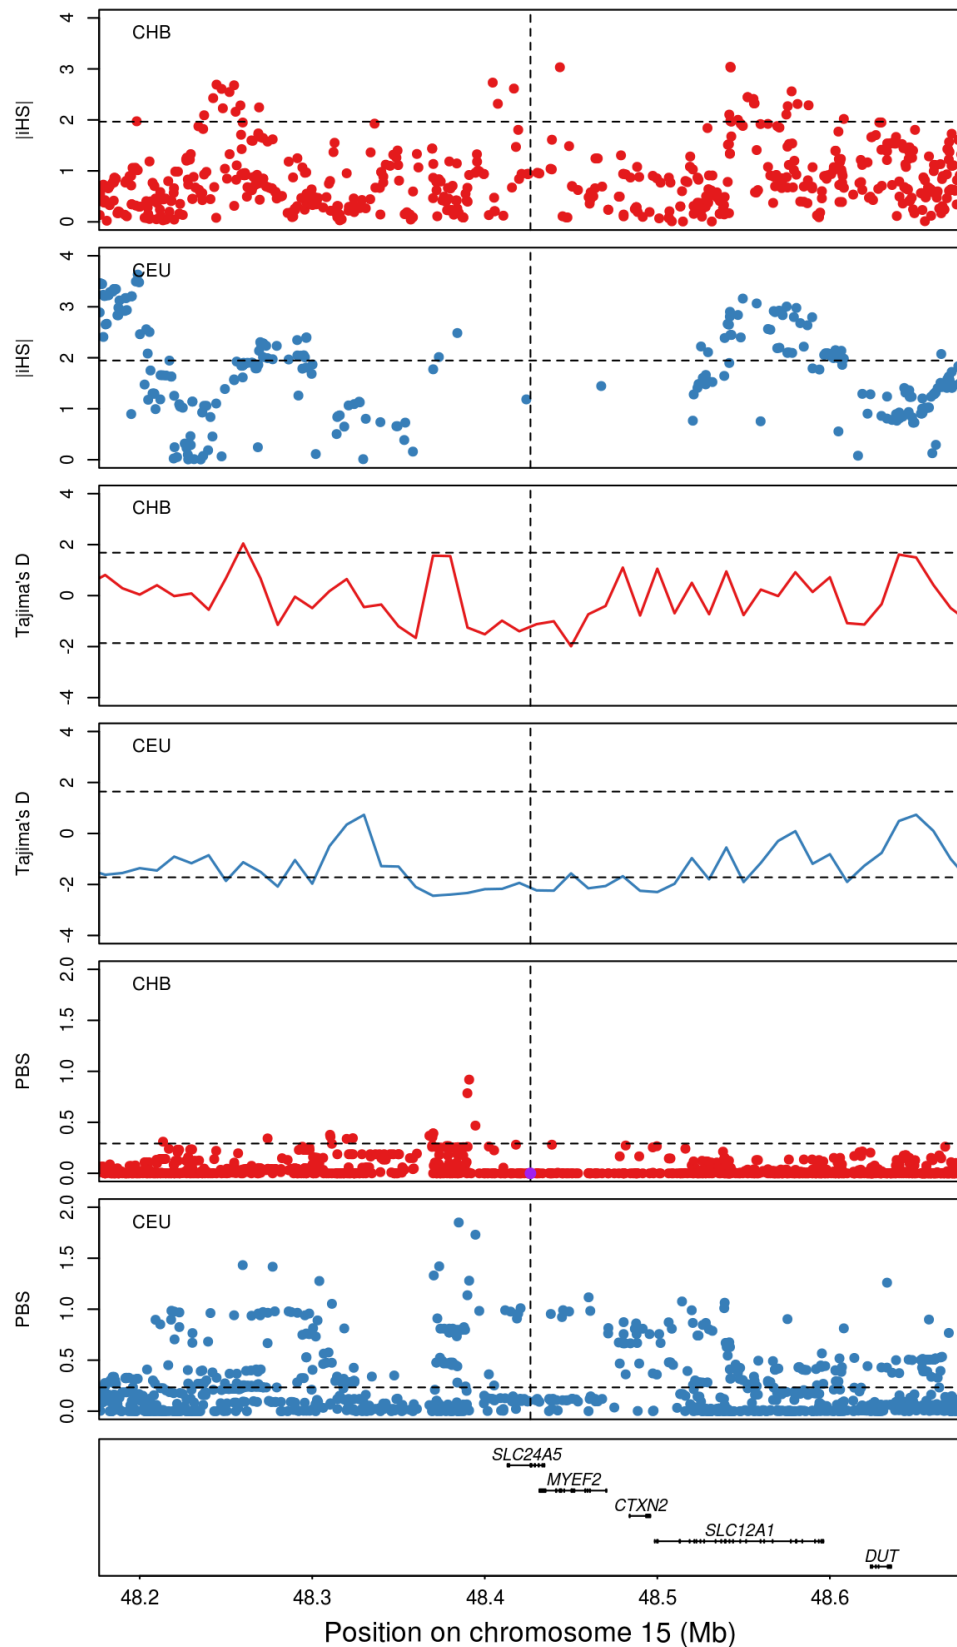 CHB
|iHS|
4
3
2
1
0
CEU
|iHS|
4
3
2
1
0
CHB
Tajima's D
4
2
0
-2
-4
CEU
Tajima's D
4
2
0
-2
-4
CHB
PBS
2.0
1.5
1.0
0.5
0.0
CEU
PBS
2.0
1.5
1.0
0.5
0.0
SLC24A5
MYEF2
CTXN2
SLC12A1
DUT
48.2 48.3 48.4 48.5 48.6
Position on chromosome 15 (Mb)